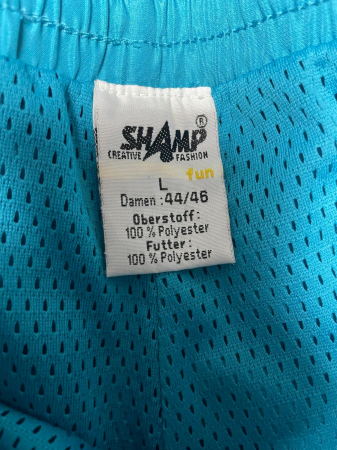 SHAMP ®
CREATIVE FASHION
fun
L
Damen : 44/46
Oberstoff :
100 % Polyester
Futter :
100 % Polyester